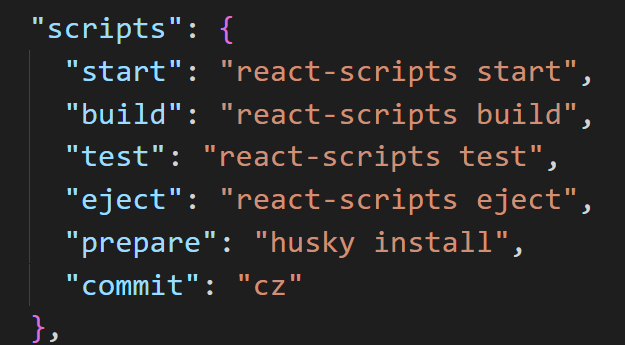 "scripts": {
"start": "react-scripts start",
"build": "react-scripts build",
"test": "react-scripts test",
"eject": "react-scripts eject",
"prepare": "husky install",
"commit": "cz"
},